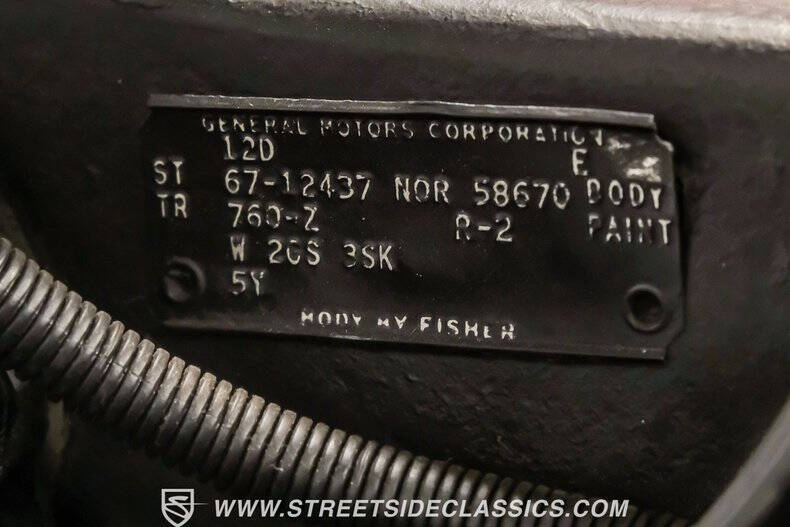 GENERAL MOTORS CORPORATION
12D E
ST 67-12437 NOR 58670 BODY
TR 760-Z R-2 PAINT
W 2GS 3SK
5Y
BODY BY FISHER
WWW.STREETSIDECLASSICS.COM